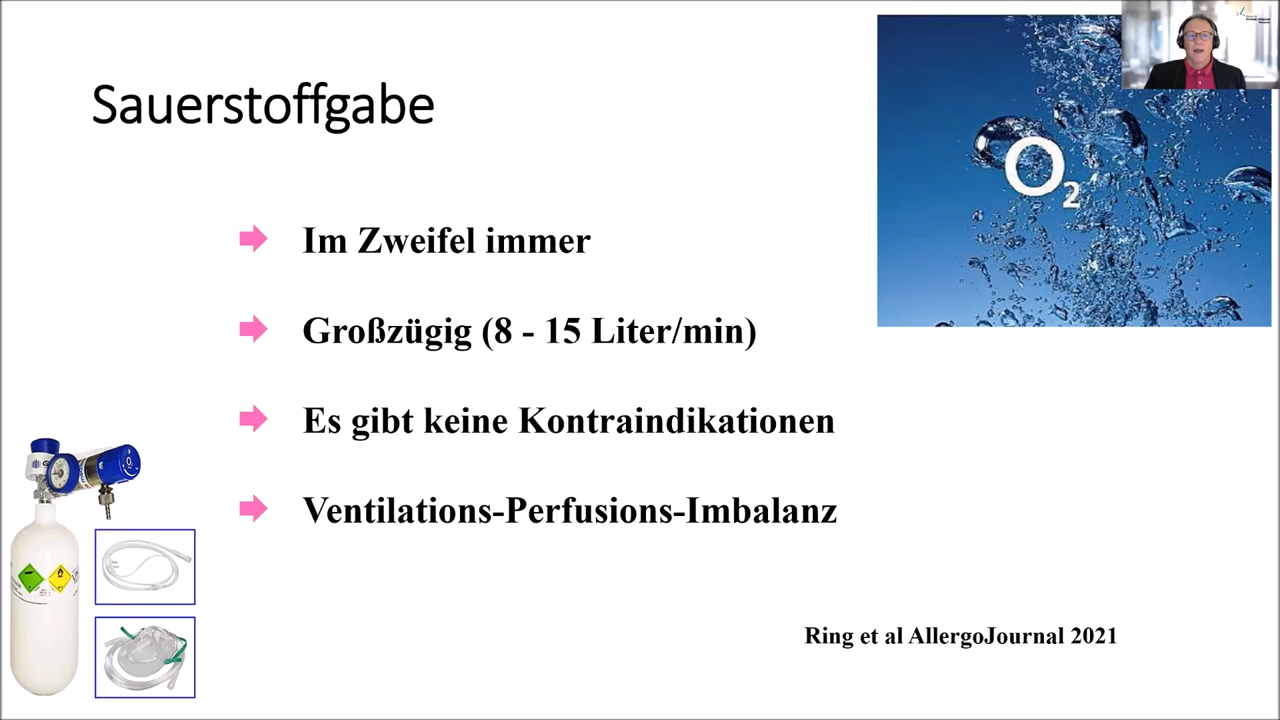 Sauerstoffgabe
O2
Im Zweifel immer
Großzügig (8 - 15 Liter/min)
Es gibt keine Kontraindikationen
Ventilations-Perfusions-Imbalanz
Ring et al AllergoJournal 2021